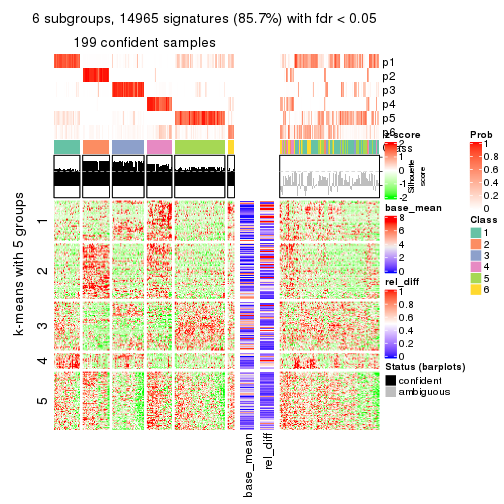 6 subgroups, 14965 signatures (85.7%) with fdr < 0.05
199 confident samples
p1
p2
p3
p4
p5
p6
Class
Silhouette
score
k-means with 5 groups
1
2
3
4
5
base_mean
rel_diff
z_score
2
1
0
-1
-2
base_mean
8
6
4
2
0
rel_diff
1
0.8
0.6
0.4
0.2
0
Status (barplots)
confident
ambiguous
Prob
1
0.8
0.6
0.4
0.2
0
Class
1
2
3
4
5
6